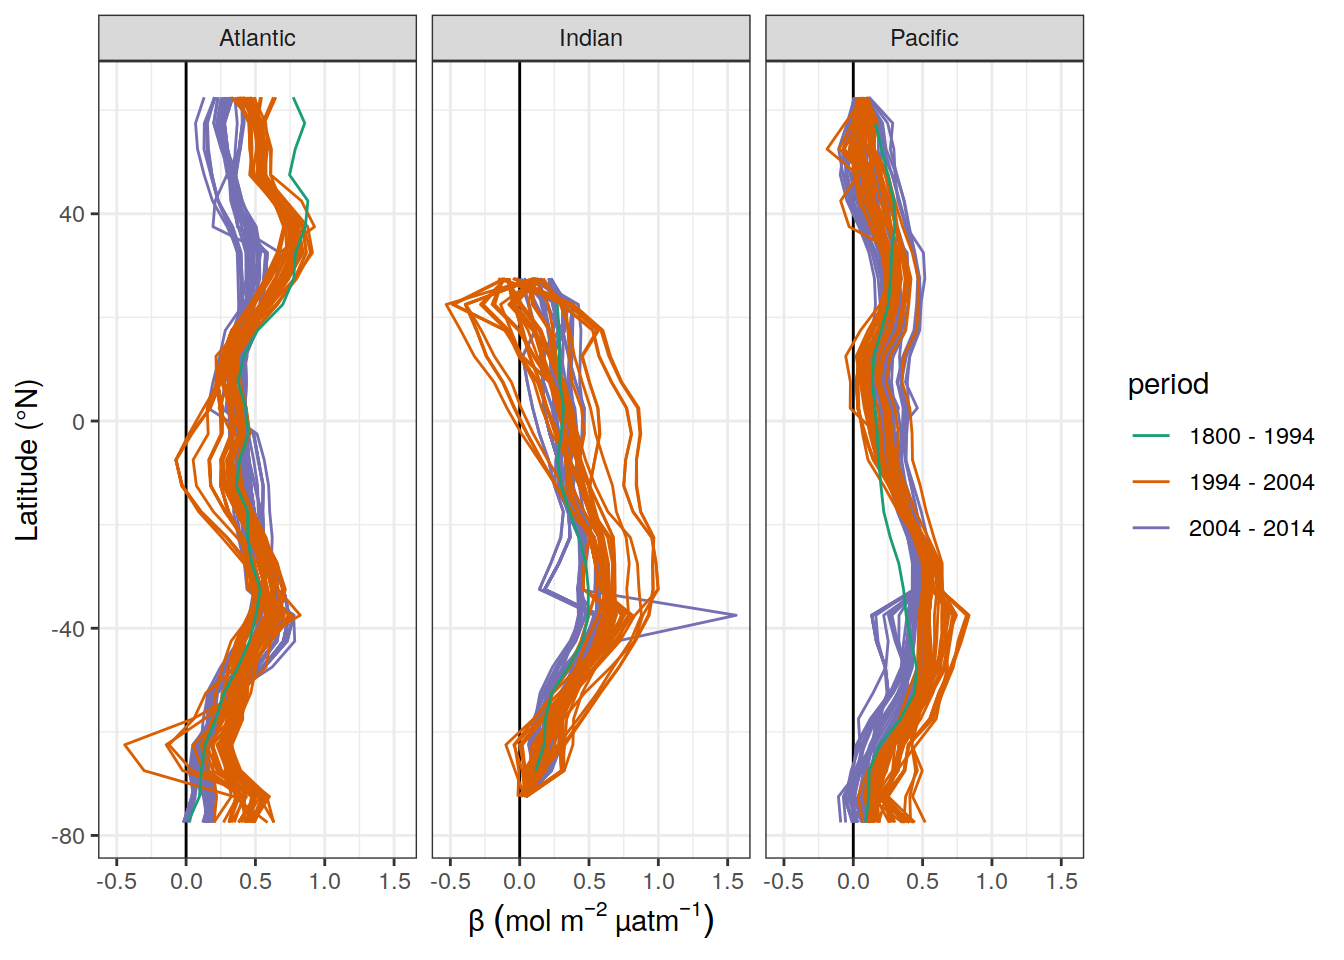 Atlantic Indian Pacific
40
0
-40
-80
Latitude (°N)
-0.5 0.0 0.5 1.0 1.5 -0.5 0.0 0.5 1.0 1.5 -0.5 0.0 0.5 1.0 1.5
β (mol m⁻² µatm⁻¹)
period
1800 - 1994
1994 - 2004
2004 - 2014